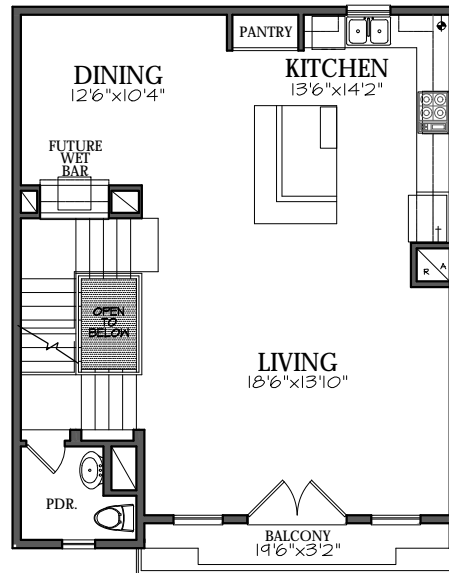 PANTRY
DINING
12'6"x10'4"
KITCHEN
13'6"x14'2"
FUTURE
WET
BAR
OPEN
TO
BELOW
R A
LIVING
18'6"x13'10"
PDR.
BALCONY
19'6"x3'2"